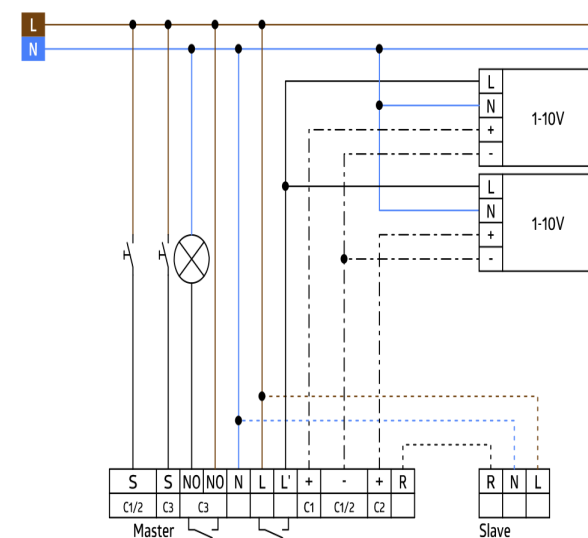 L
N
L
N
1-10V
+
-
L
N
1-10V
+
-
S S NO NO N L L' + - + R
C1/2 C3 C3 C1 C1/2 C2
Master
R N L
Slave